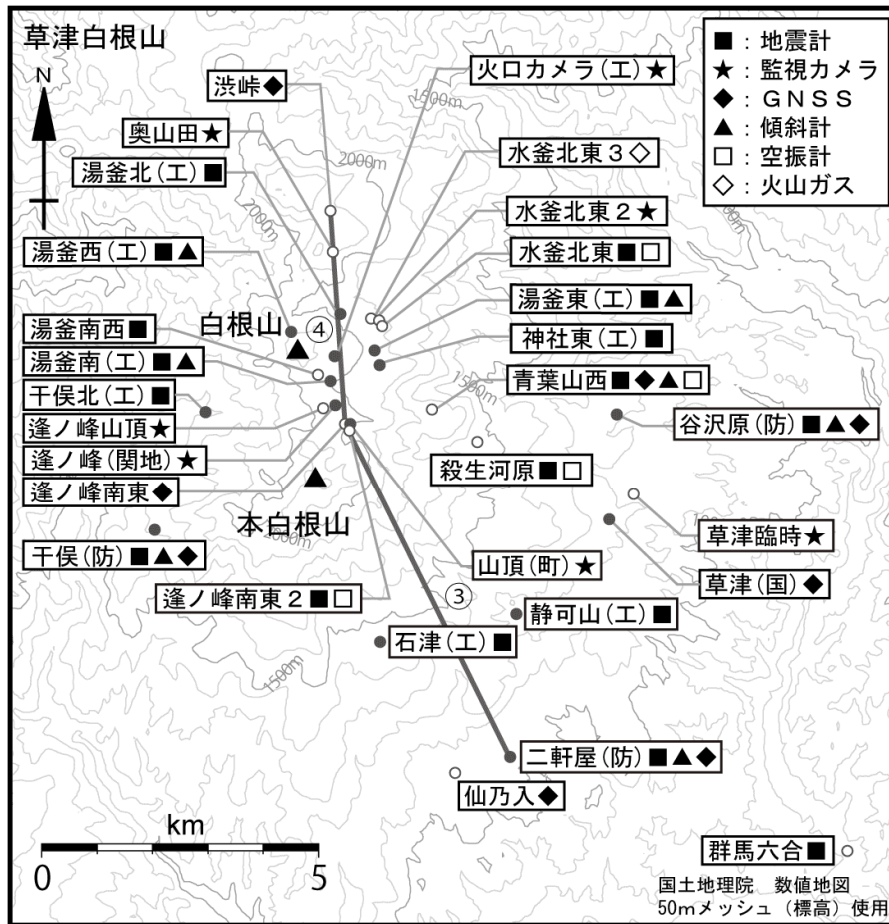 草津白根山
N
■：地震計
★：監視カメラ
◆：ＧＮＳＳ
▲：傾斜計
□：空振計
◇：火山ガス
渋峠◆
奥山田★
湯釜北(工)■
湯釜西(工)■▲
湯釜南西■
湯釜南(工)■▲
干俣北(工)■
逢ノ峰山頂★
逢ノ峰(関地)★
逢ノ峰南東◆
干俣(防)■▲◆
逢ノ峰南東２■□
火口カメラ(工)★
水釜北東３◇
水釜北東２★
水釜北東■□
湯釜東(工)■▲
神社東(工)■
青葉山西■◆▲□
谷沢原(防)■▲◆
殺生河原■□
草津臨時★
草津(国)◆
山頂(町)★
静可山(工)■
石津(工)■
二軒屋(防)■▲◆
仙乃入◆
群馬六合■
白根山
本白根山
④
③
1500m
2000m
2000m
1500m
2000m
1500m
km
0
5
国土地理院　数値地図
50mメッシュ（標高）使用